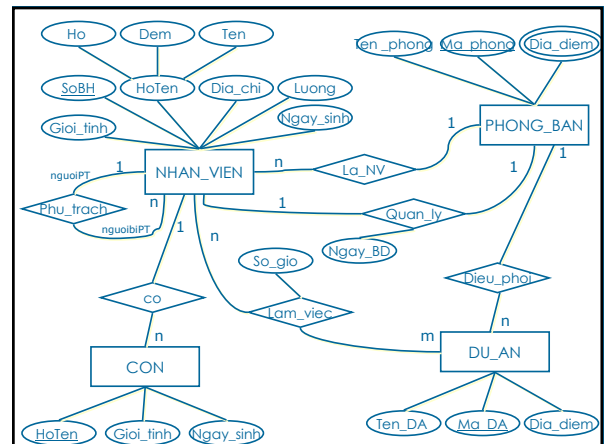 Ho
Dem
Ten
Ten _phong
Ma_phong
Dia_diem
SoBH
HoTen
Dia_chi
Luong
Gioi_tinh
Ngay_sinh
1
PHONG_BAN
nguoiPT
1
NHAN_VIEN
n
La_NV
1
1
Phu_trach
n
1
Quan_ly
nguoibiPT
1
n
So_gio
Ngay_BD
Dieu_phoi
co
Lam_viec
n
m
n
CON
DU_AN
HoTen
Gioi_tinh
Ngay_sinh
Ten_DA
Ma_DA
Dia_diem